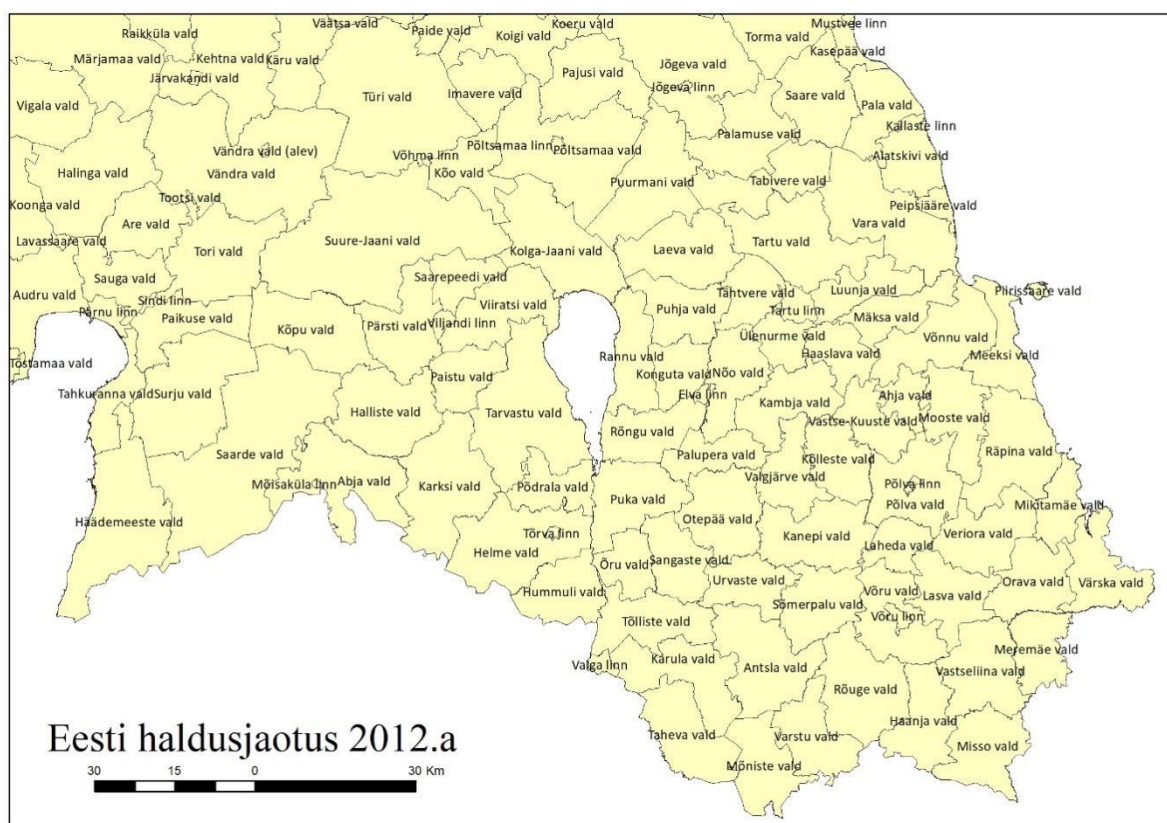 Väätsa vald
Paide vald
Koeru vald
Mustvee linn
Raikküla vald
Koigi vald
Torma vald
Kasepää vald
Märjamaa vald
Kehtna vald
Käru vald
Jõgeva vald
Järvakandi vald
Pajusi vald
Imavere vald
Jõgeva linn
Saare vald
Türi vald
Vigala vald
Pala vald
Kallaste linn
Palamuse vald
Põltsamaa linn
Põltsamaa vald
Vändra vald (alev)
Võhma linn
Alatskivi vald
Halinga vald
Vändra vald
Kõo vald
Puurmani vald
Tabivere vald
Tootsi vald
Koonga vald
Peipsiääre vald
Are vald
Vara vald
Lavassaare vald
Suure-Jaani vald
Tartu vald
Tori vald
Kolga-Jaani vald
Laeva vald
Sauga vald
Saarepeedi vald
Luunja vald
Piirissaare vald
Audru vald
Sindi linn
Tähtvere vald
Pärnu linn
Viiratsi vald
Puhja vald
Tartu linn
Paikuse vald
Mäksa vald
Kõpu vald
Pärsti vald
Viljandi linn
Ülenurme vald
Võnnu vald
Haaslava vald
Meeksi vald
Rannu vald
Tõstamaa vald
Konguta vald
Nõo vald
Paistu vald
Tahkuranna vald
Surju vald
Elva linn
Ahja vald
Kambja vald
Halliste vald
Tarvastu vald
Vastse-Kuuste vald
Mooste vald
Rõngu vald
Räpina vald
Saarde vald
Palupera vald
Kõlleste vald
Valgjärve vald
Mõisaküla linn
Abja vald
Karksi vald
Põdrala vald
Põlva linn
Puka vald
Põlva vald
Mikitamäe vald
Häädemeeste vald
Otepää vald
Tõrva linn
Kanepi vald
Veriora vald
Laheda vald
Helme vald
Õru vald
Sangaste vald
Urvaste vald
Orava vald
Värska vald
Hummuli vald
Võru vald
Lasva vald
Sõmerpalu vald
Võru linn
Tõlliste vald
Meremäe vald
Valga linn
Karula vald
Antsla vald
Vastseliina vald
Rõuge vald
Haanja vald
Taheva vald
Varstu vald
Misso vald
Mõniste vald
Eesti haldusjaotus 2012.a
30 15 0 30 Km